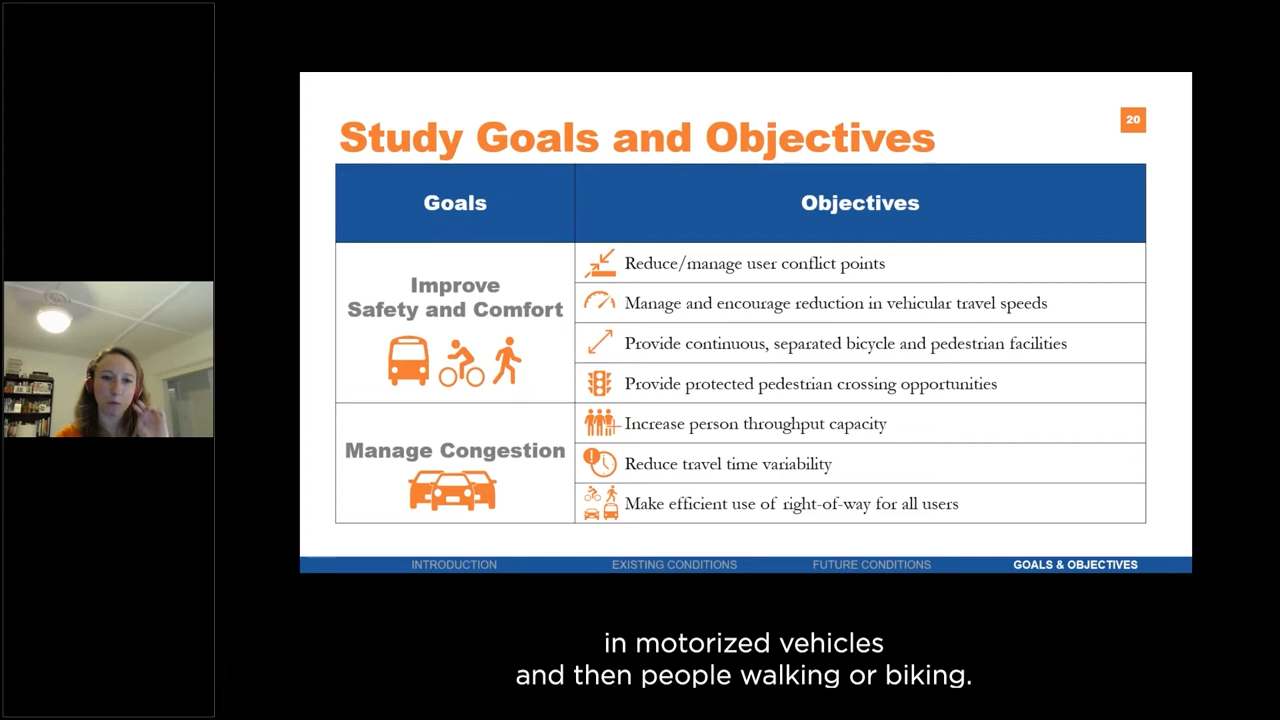 Study Goals and Objectives
20
Goals
Objectives
Improve
Safety and Comfort
Reduce/manage user conflict points
Manage and encourage reduction in vehicular travel speeds
Provide continuous, separated bicycle and pedestrian facilities
Provide protected pedestrian crossing opportunities
Manage Congestion
Increase person throughput capacity
Reduce travel time variability
Make efficient use of right-of-way for all users
INTRODUCTION
EXISTING CONDITIONS
FUTURE CONDITIONS
GOALS & OBJECTIVES
in motorized vehicles
and then people walking or biking.